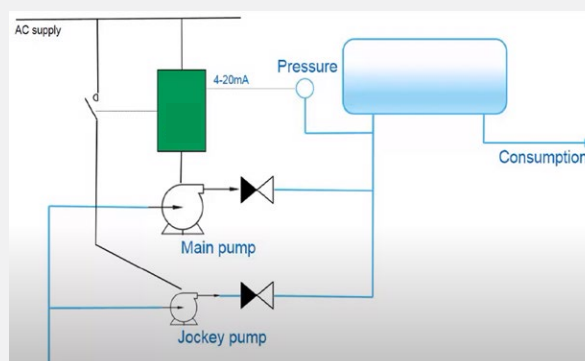 AC supply
4-20mA
Pressure
Consumption
Main pump
Jockey pump